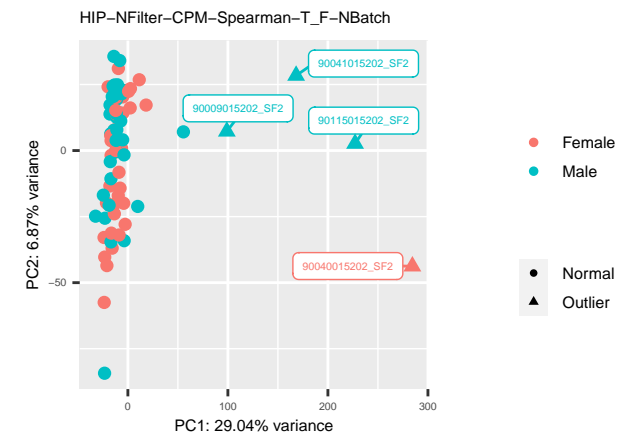 HIP−NFilter−CPM−Spearman−T_F−NBatch
90041015202_SF2
90009015202_SF2
90115015202_SF2
90040015202_SF2
0
−50
PC2: 6.87% variance
0
100
200
300
PC1: 29.04% variance
Female
Male
Normal
Outlier